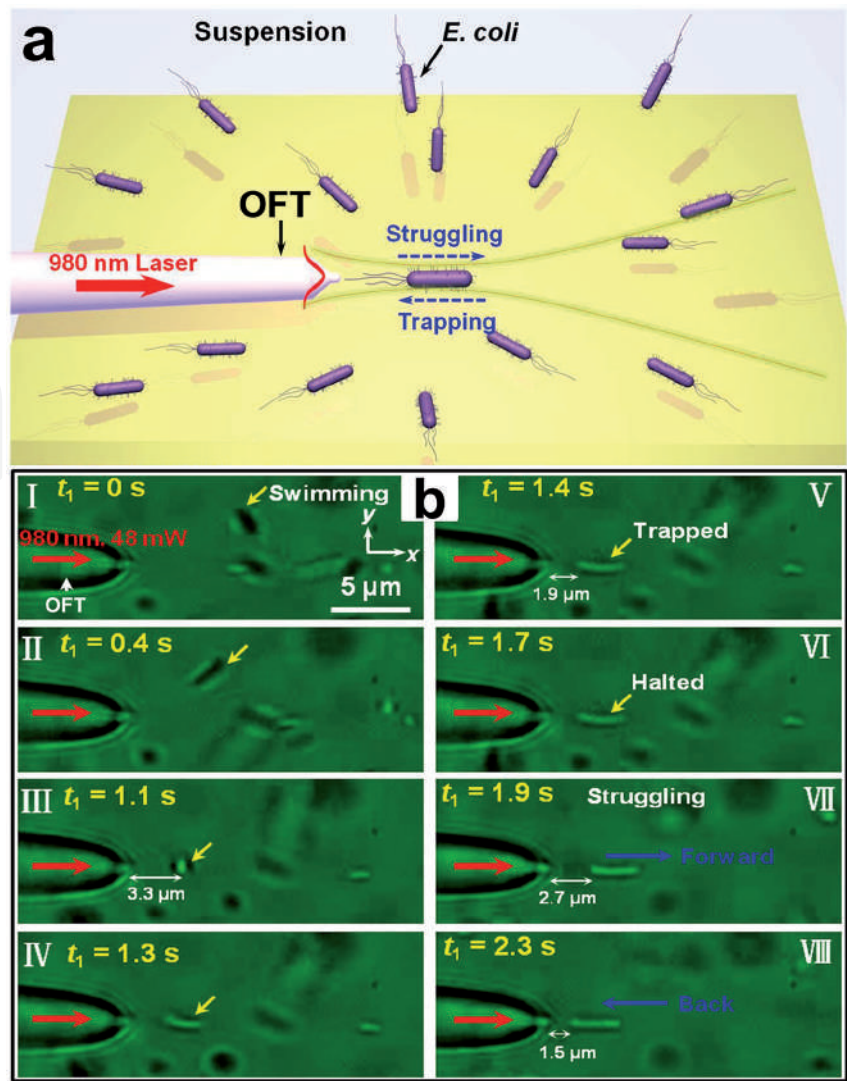 a
Suspension
E. coli
OFT
980 nm Laser
Struggling
Trapping
b
I
t₁ = 0 s
Swimming
980 nm, 48 mW
OFT
y
x
5 µm
II
t₁ = 0.4 s
III
t₁ = 1.1 s
3.3 µm
IV
t₁ = 1.3 s
t₁ = 1.4 s
V
Trapped
1.9 µm
t₁ = 1.7 s
VI
Halted
t₁ = 1.9 s
Struggling
VII
Forward
2.7 µm
t₁ = 2.3 s
VIII
Back
1.5 µm